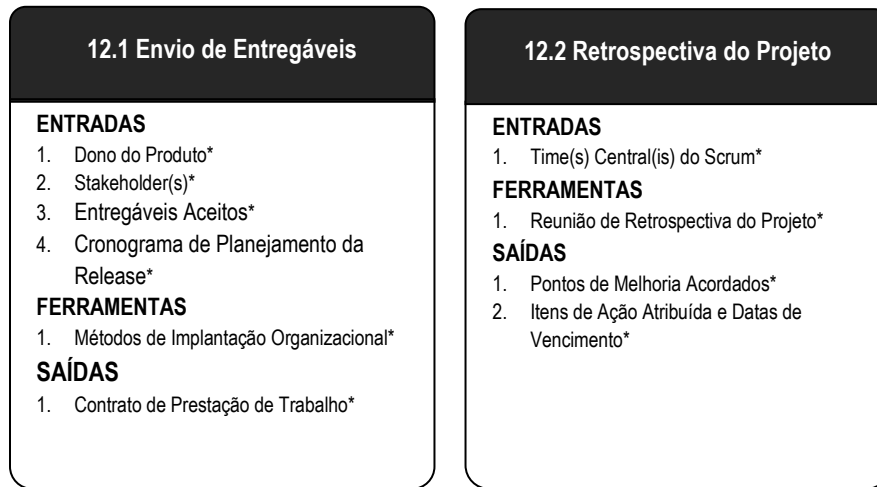 12.1 Envio de Entregáveis
ENTRADAS
1. Dono do Produto*
2. Stakeholder(s)*
3. Entregáveis Aceitos*
4. Cronograma de Planejamento da
Release*
FERRAMENTAS
1. Métodos de Implantação Organizacional*
SAÍDAS
1. Contrato de Prestação de Trabalho*
12.2 Retrospectiva do Projeto
ENTRADAS
1. Time(s) Central(is) do Scrum*
FERRAMENTAS
1. Reunião de Retrospectiva do Projeto*
SAÍDAS
1. Pontos de Melhoria Acordados*
2. Itens de Ação Atribuída e Datas de
Vencimento*